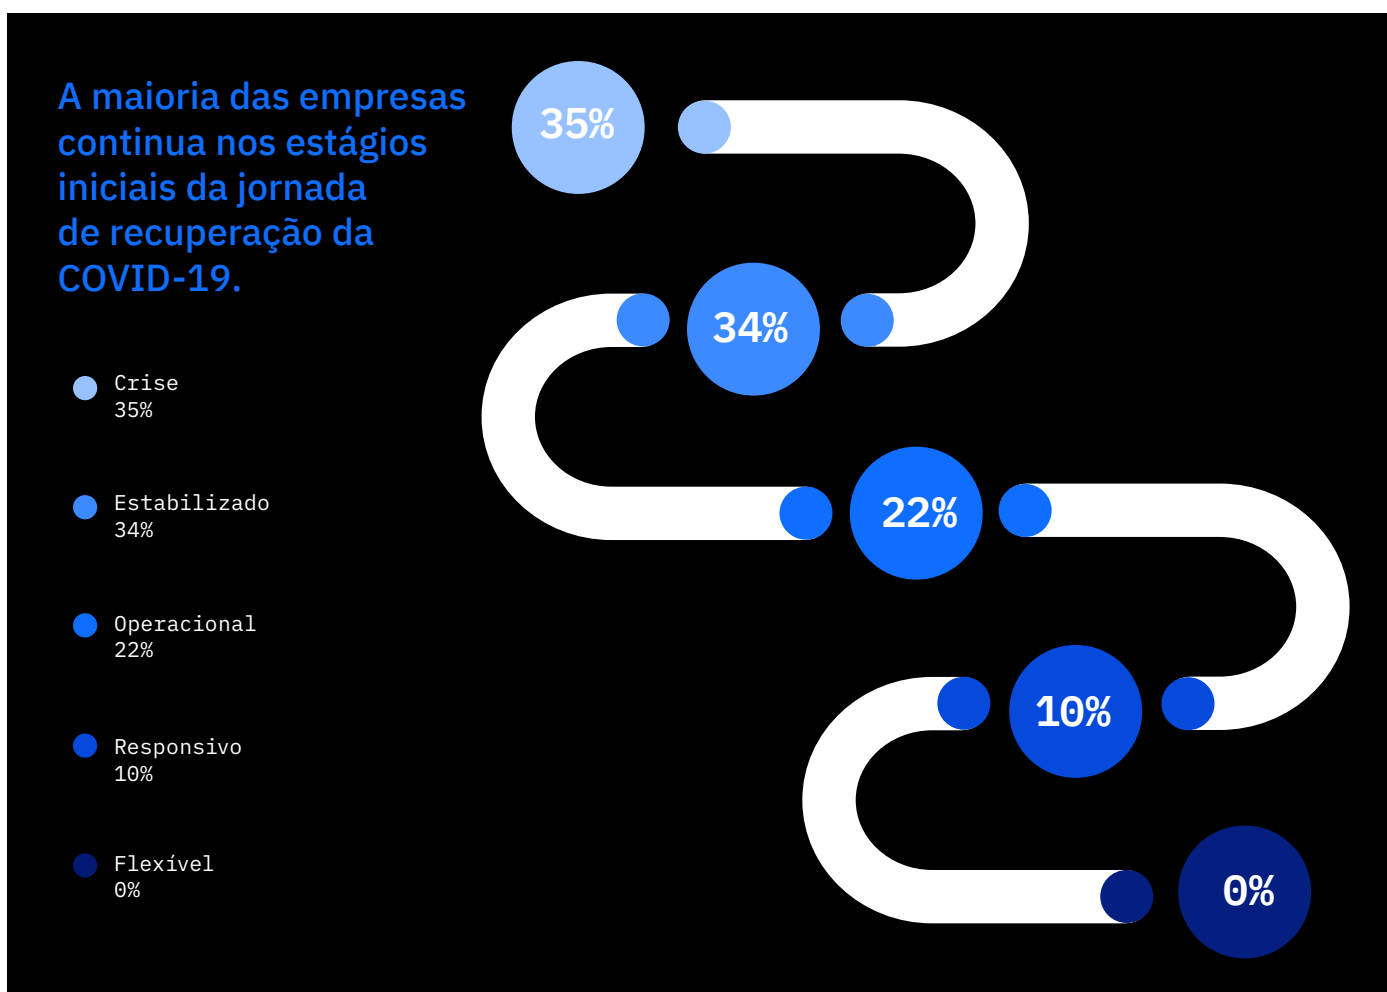 A maioria das empresas
continua nos estágios
iniciais da jornada
de recuperação da
COVID-19.
Crise
35%
Estabilizado
34%
Operacional
22%
Responsivo
10%
Flexível
0%
35%
34%
22%
10%
0%